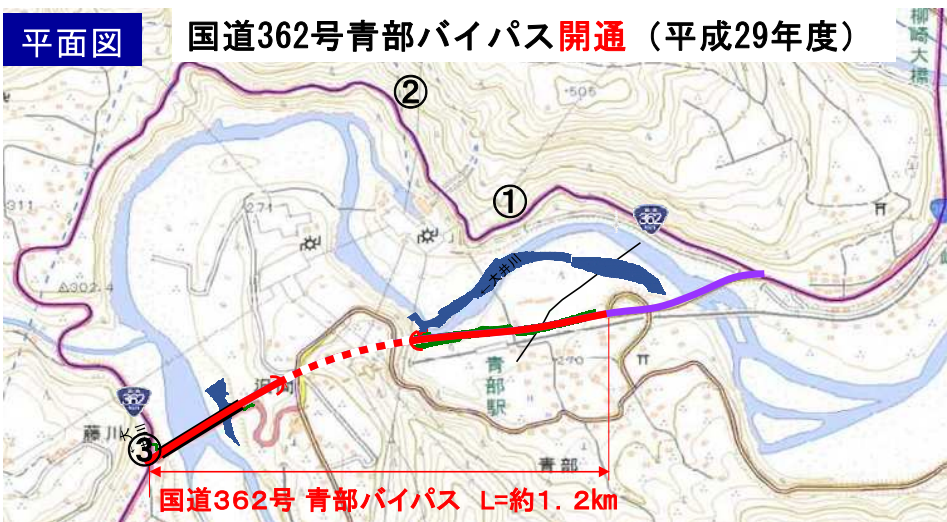 平面図
国道362号青部バイパス開通（平成29年度）
柳崎大橋
②
505
311
271
①
362
大井川
302.4
青部駅
270
362
藤川
③
青部
国道362号 青部バイパス L=約1.2km